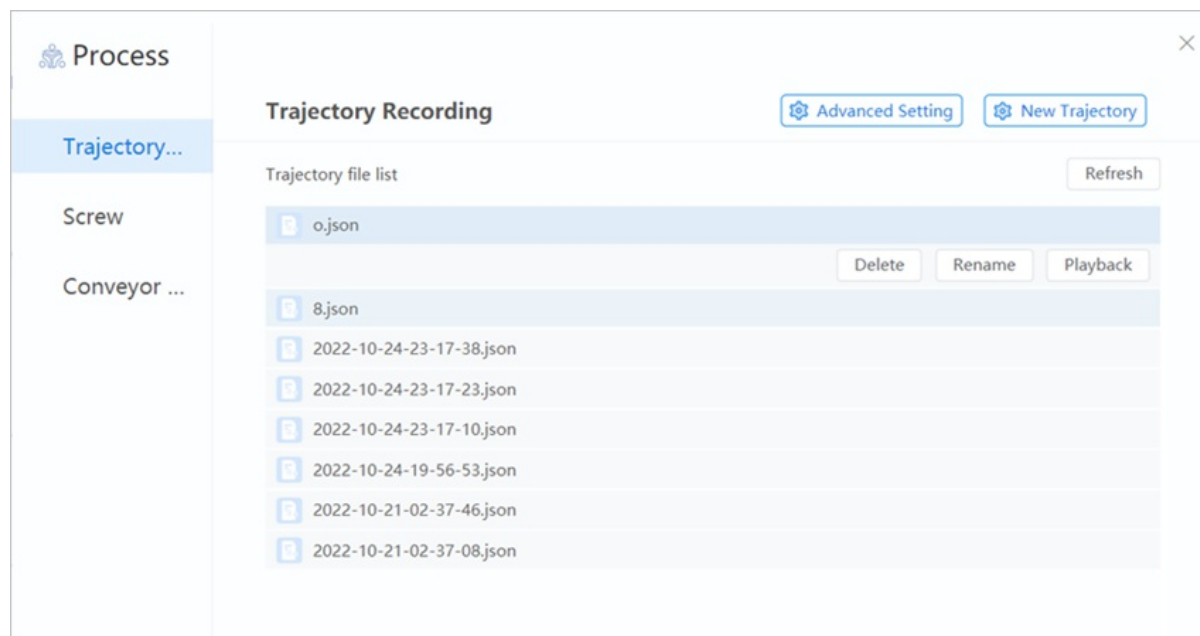 Process
Trajectory Recording
Advanced Setting
New Trajectory
Trajectory...
Screw
Conveyor ...
Trajectory file list
Refresh
o.json
Delete
Rename
Playback
8.json
2022-10-24-23-17-38.json
2022-10-24-23-17-23.json
2022-10-24-23-17-10.json
2022-10-24-19-56-53.json
2022-10-21-02-37-46.json
2022-10-21-02-37-08.json